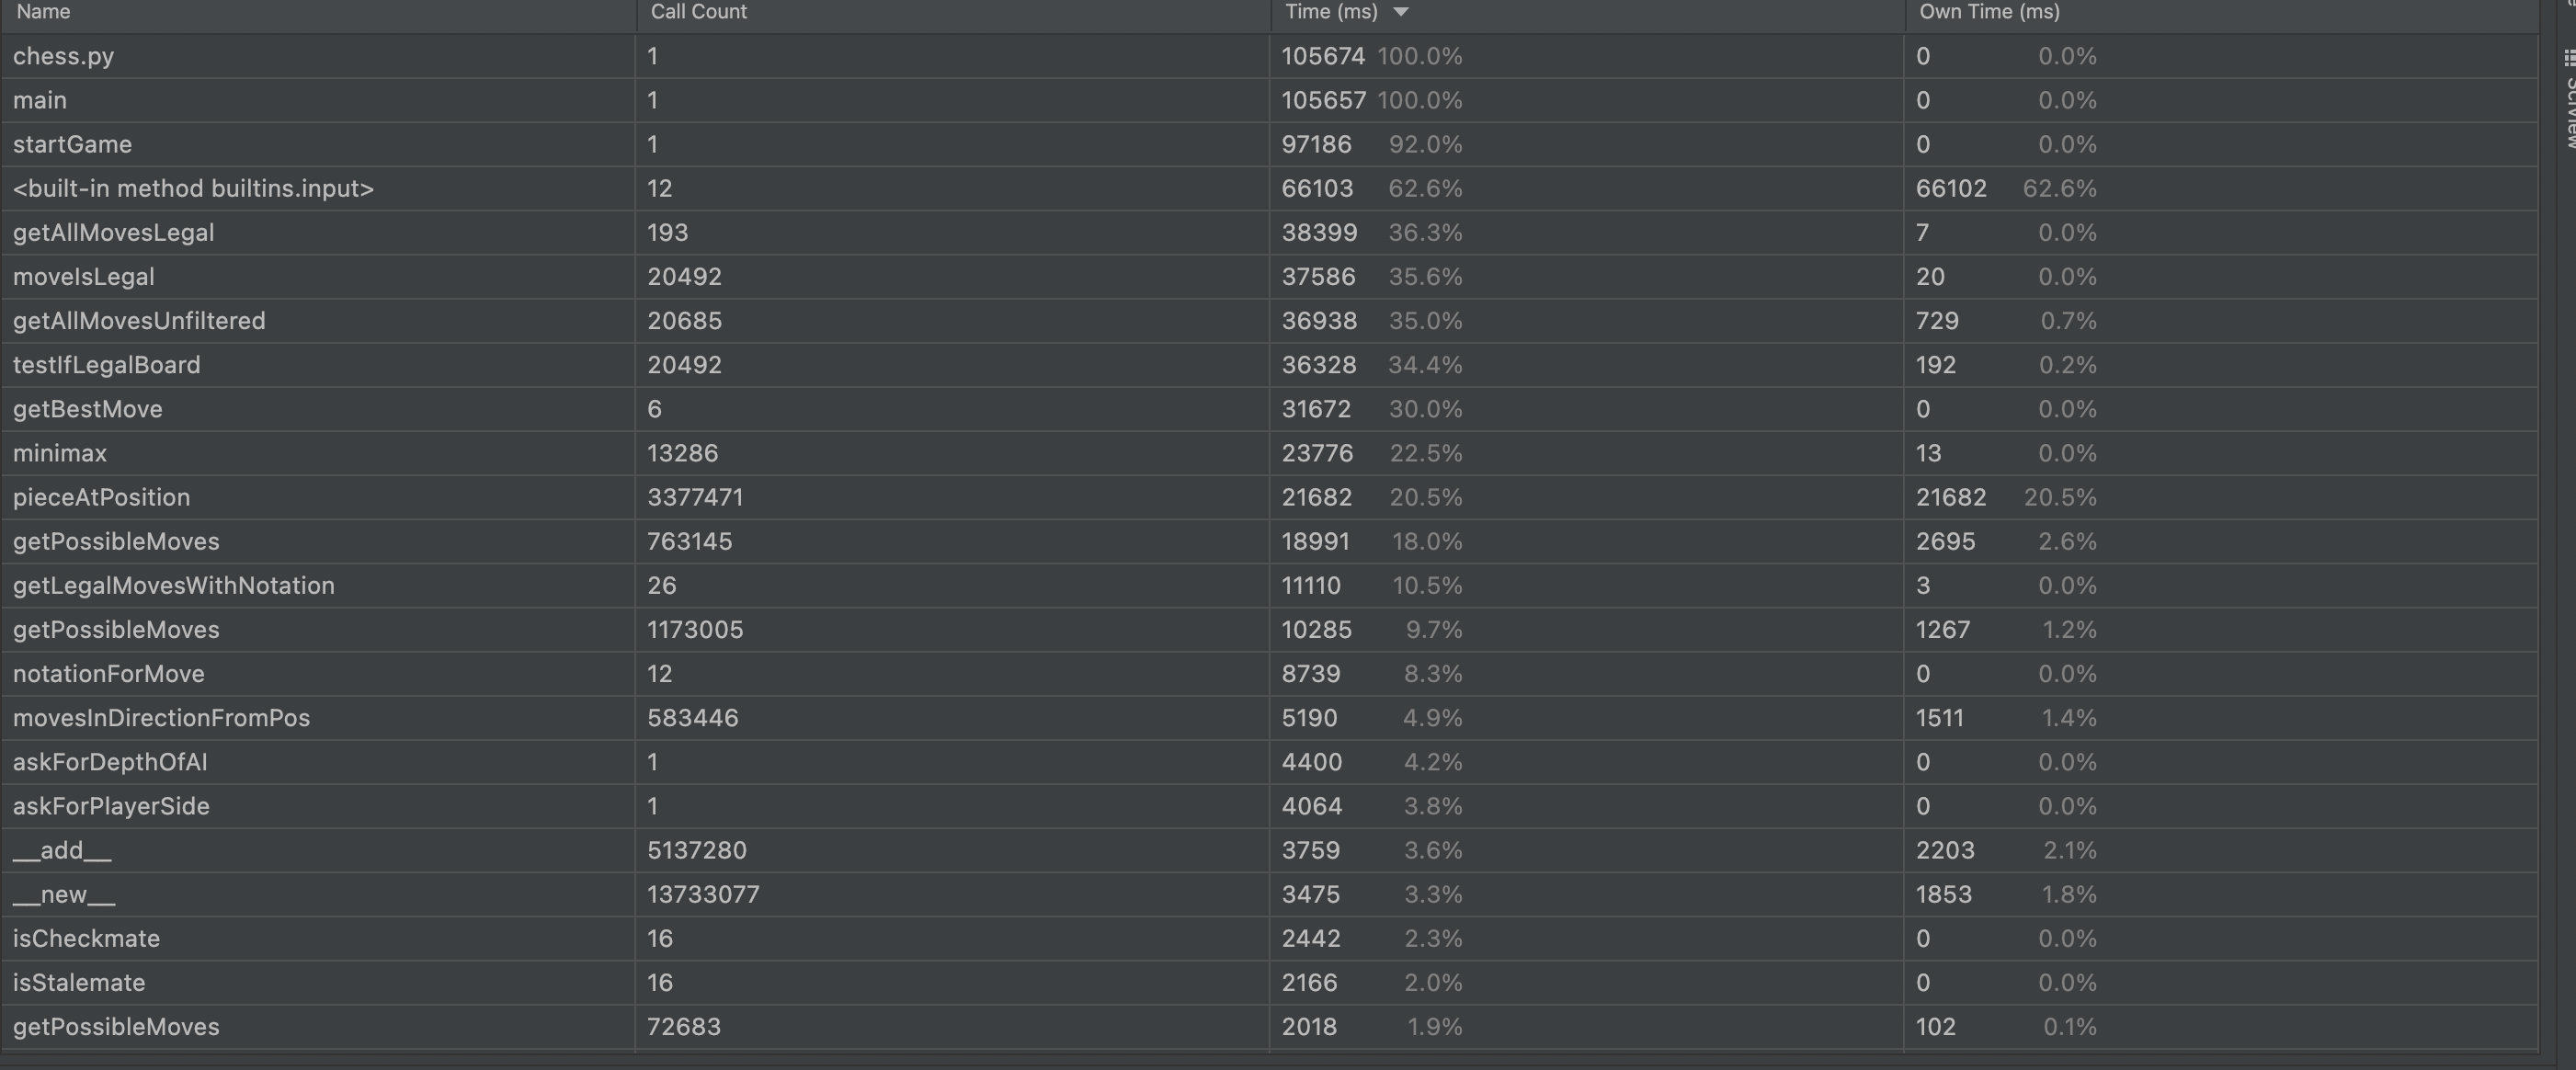 Name Call Count Time (ms) Own Time (ms)
chess.py 1 105674 100.0% 0 0.0%
main 1 105657 100.0% 0 0.0%
startGame 1 97186 92.0% 0 0.0%
<built-in method builtins.input> 12 66103 62.6% 66102 62.6%
getAllMovesLegal 193 38399 36.3% 7 0.0%
moveIsLegal 20492 37586 35.6% 20 0.0%
getAllMovesUnfiltered 20685 36938 35.0% 729 0.7%
testIfLegalBoard 20492 36328 34.4% 192 0.2%
getBestMove 6 31672 30.0% 0 0.0%
minimax 13286 23776 22.5% 13 0.0%
pieceAtPosition 3377471 21682 20.5% 21682 20.5%
getPossibleMoves 763145 18991 18.0% 2695 2.6%
getLegalMovesWithNotation 26 11110 10.5% 3 0.0%
getPossibleMoves 1173005 10285 9.7% 1267 1.2%
notationForMove 12 8739 8.3% 0 0.0%
movesInDirectionFromPos 583446 5190 4.9% 1511 1.4%
askForDepthOfAI 1 4400 4.2% 0 0.0%
askForPlayerSide 1 4064 3.8% 0 0.0%
__add__ 5137280 3759 3.6% 2203 2.1%
__new__ 13733077 3475 3.3% 1853 1.8%
isCheckmate 16 2442 2.3% 0 0.0%
isStalemate 16 2166 2.0% 0 0.0%
getPossibleMoves 72683 2018 1.9% 102 0.1%
SciView